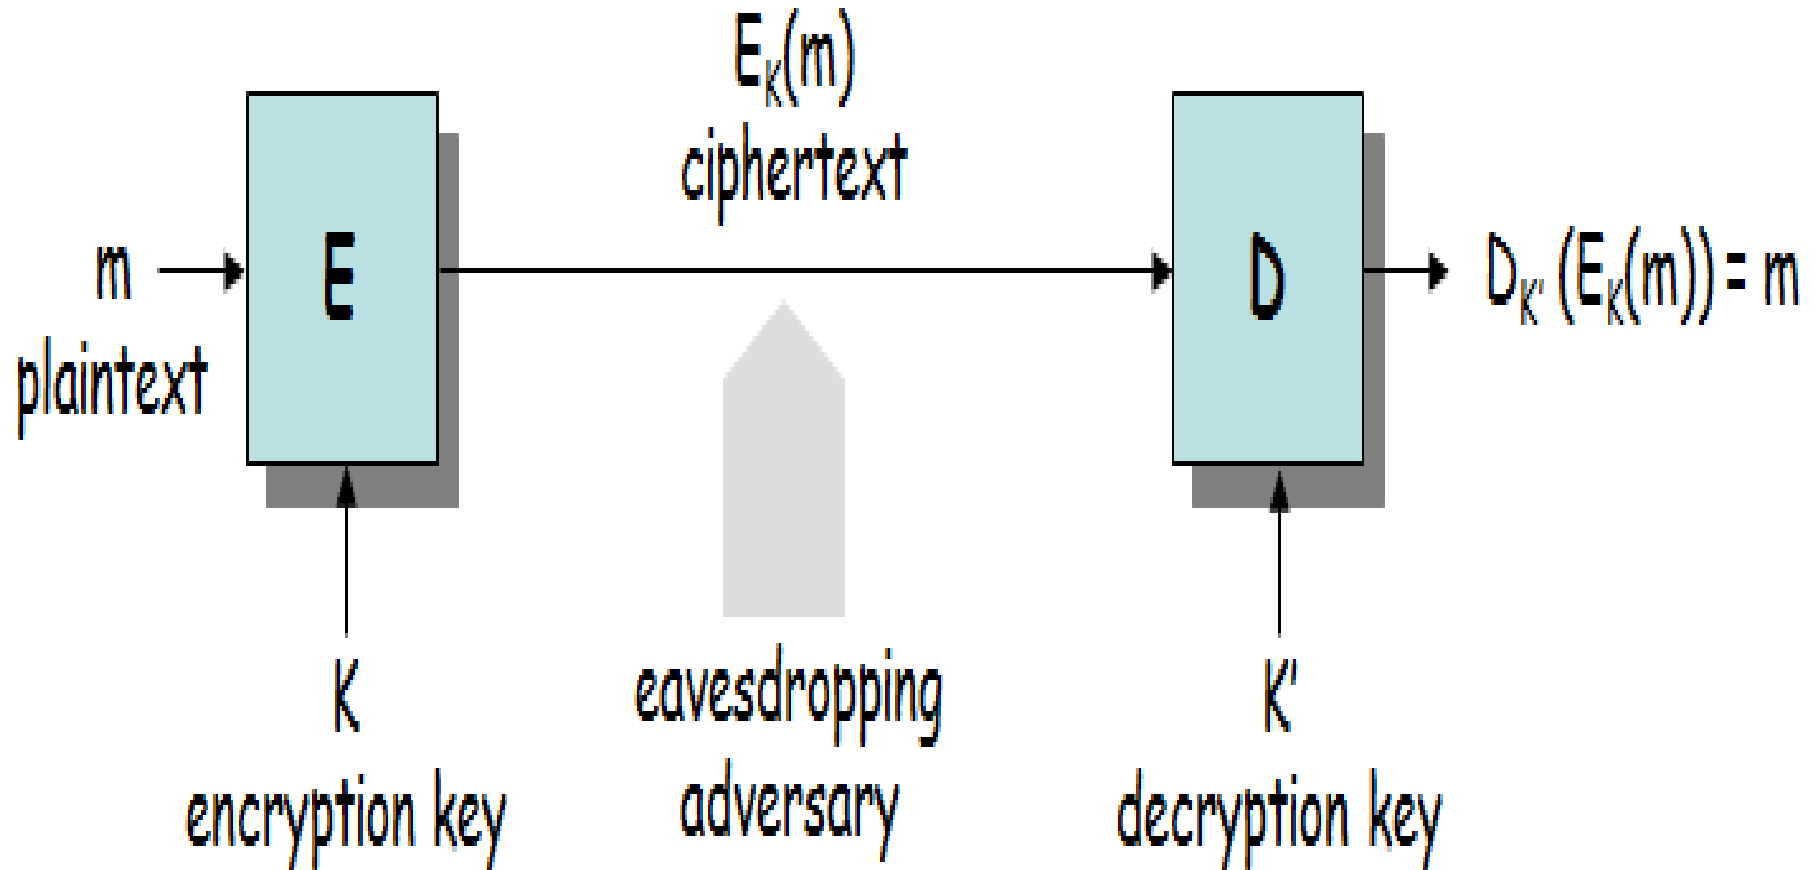 E_K(m)
ciphertext
m
plaintext
E
D
D_K' (E_K(m)) = m
K
encryption key
eavesdropping
adversary
K'
decryption key